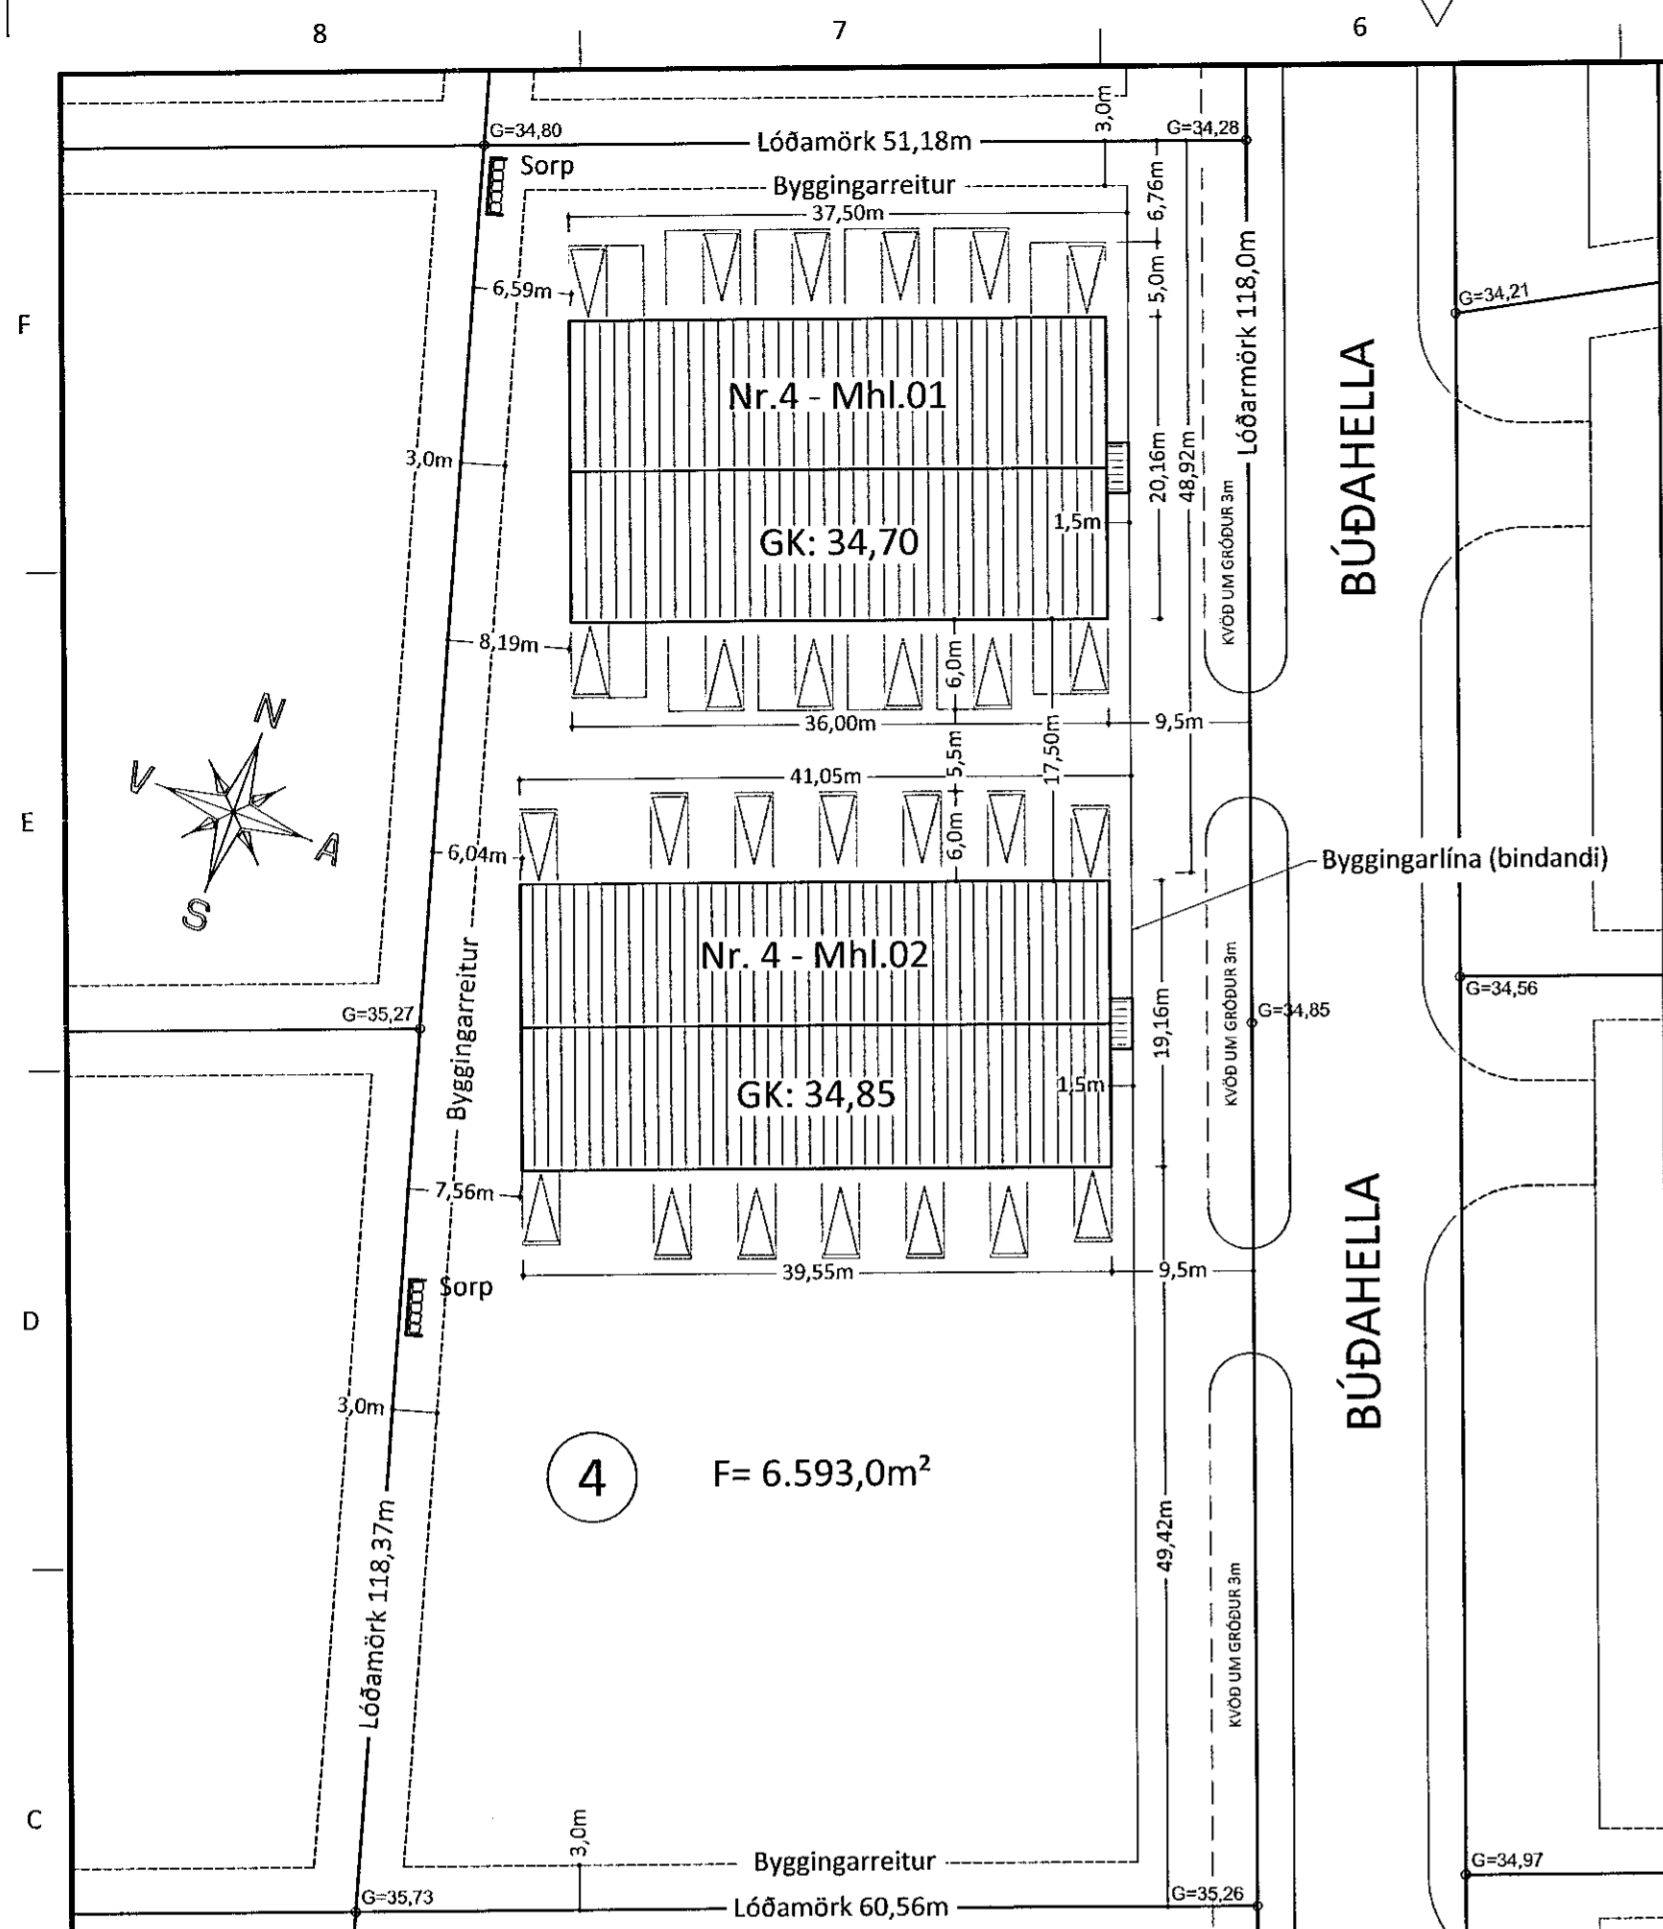 8
7
6
G=34,80
Lóðamörk 51,18m
3,0m
G=34,28
Sorp
Byggingarreitur
37,50m
6,76m
6,59m
5,0m
Lóðarmörk 118,0m
G=34,21
F
Nr.4 - Mhl.01
BÚÐAHELLA
3,0m
20,16m
48,92m
1,5m
GK: 34,70
KVÖÐ UM GRÓÐUR 3m
8,19m
6,0m
36,00m
9,5m
N
V
A
S
5,5m
17,50m
41,05m
E
6,04m
6,0m
Byggingarlína (bindandi)
Nr. 4 - Mhl.02
KVÖÐ UM GRÓÐUR 3m
G=34,56
G=35,27
Byggingarreitur
19,16m
G=34,85
1,5m
GK: 34,85
7,56m
39,55m
9,5m
Sorp
D
BÚÐAHELLA
3,0m
4
F= 6.593,0m²
49,42m
Lóðamörk 118,37m
KVÖÐ UM GRÓÐUR 3m
C
3,0m
Byggingarreitur
G=34,97
G=35,73
Lóðamörk 60,56m
G=35,26